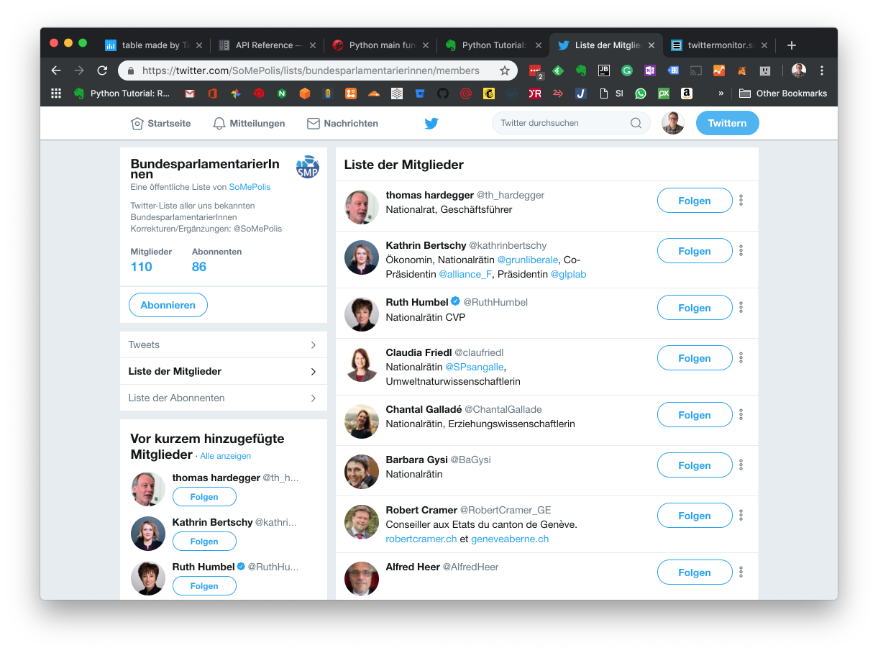 table made by Ta
API Reference —
Python main fun
Python Tutorial:
Liste der Mitglie
twittermonitor.s
https://twitter.com/SoMePolis/lists/bundesparlamentarierinnen/members
Python Tutorial: R...
SI
»
Other Bookmarks
Startseite
Mitteilungen
Nachrichten
Twitter durchsuchen
Twittern
BundesparlamentarierIn
nen
SMP
Eine öffentliche Liste von SoMePolis
Twitter-Liste aller uns bekannten
BundesparlamentarierInnen
Korrekturen/Ergänzungen: @SoMePolis
Mitglieder Abonnenten
110 86
Abonnieren
Tweets
Liste der Mitglieder
Liste der Abonnenten
Vor kurzem hinzugefügte
Mitglieder · Alle anzeigen
thomas hardegger @th_h...
Folgen
Kathrin Bertschy @kathri...
Folgen
Ruth Humbel @RuthHu...
Folgen
Liste der Mitglieder
thomas hardegger @th_hardegger
Nationalrat, Geschäftsführer
Folgen
Kathrin Bertschy @kathrinbertschy
Ökonomin, Nationalrätin @grunliberale, Co-
Präsidentin @alliance_F, Präsidentin @glplab
Folgen
Ruth Humbel @RuthHumbel
Nationalrätin CVP
Folgen
Claudia Friedl @claufriedl
Nationalrätin @SPsangalle,
Umweltnaturwissenschaftlerin
Folgen
Chantal Galladé @ChantalGallade
Nationalrätin, Erziehungswissenschaftlerin
Folgen
Barbara Gysi @BaGysi
Nationalrätin
Folgen
Robert Cramer @RobertCramer_GE
Conseiller aux Etats du canton de Genève.
robertcramer.ch et geneveaberne.ch
Folgen
Alfred Heer @AlfredHeer
Folgen